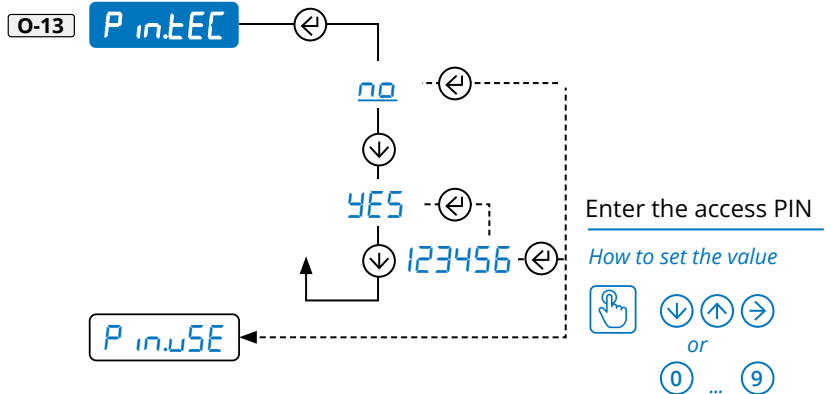 O-13 P in.tEC
no
YES
Enter the access PIN
123456
How to set the value
P in.uSE
or
0 ... 9